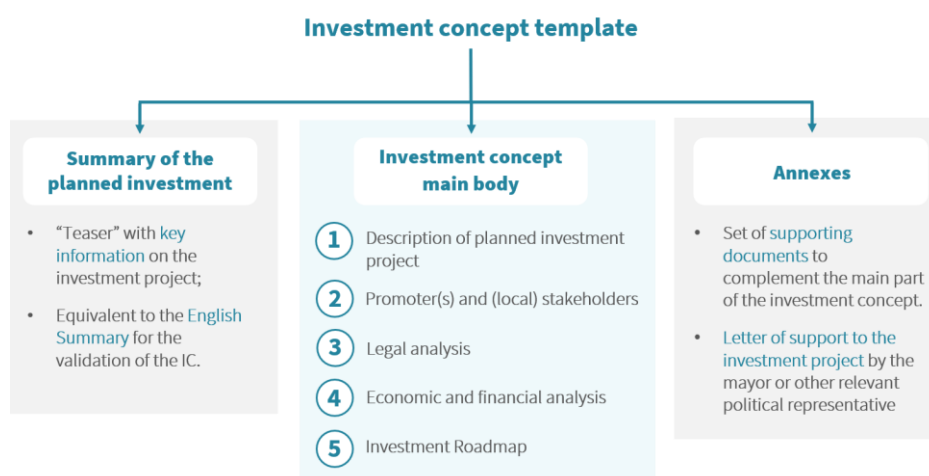 Investment concept template
Summary of the
planned investment
• “Teaser” with key
information on the
investment project;
• Equivalent to the English
Summary for the
validation of the IC.
Investment concept
main body
1 Description of planned investment
project
2 Promoter(s) and (local) stakeholders
3 Legal analysis
4 Economic and financial analysis
5 Investment Roadmap
Annexes
• Set of supporting
documents to
complement the main part
of the investment concept.
• Letter of support to the
investment project by the
mayor or other relevant
political representative